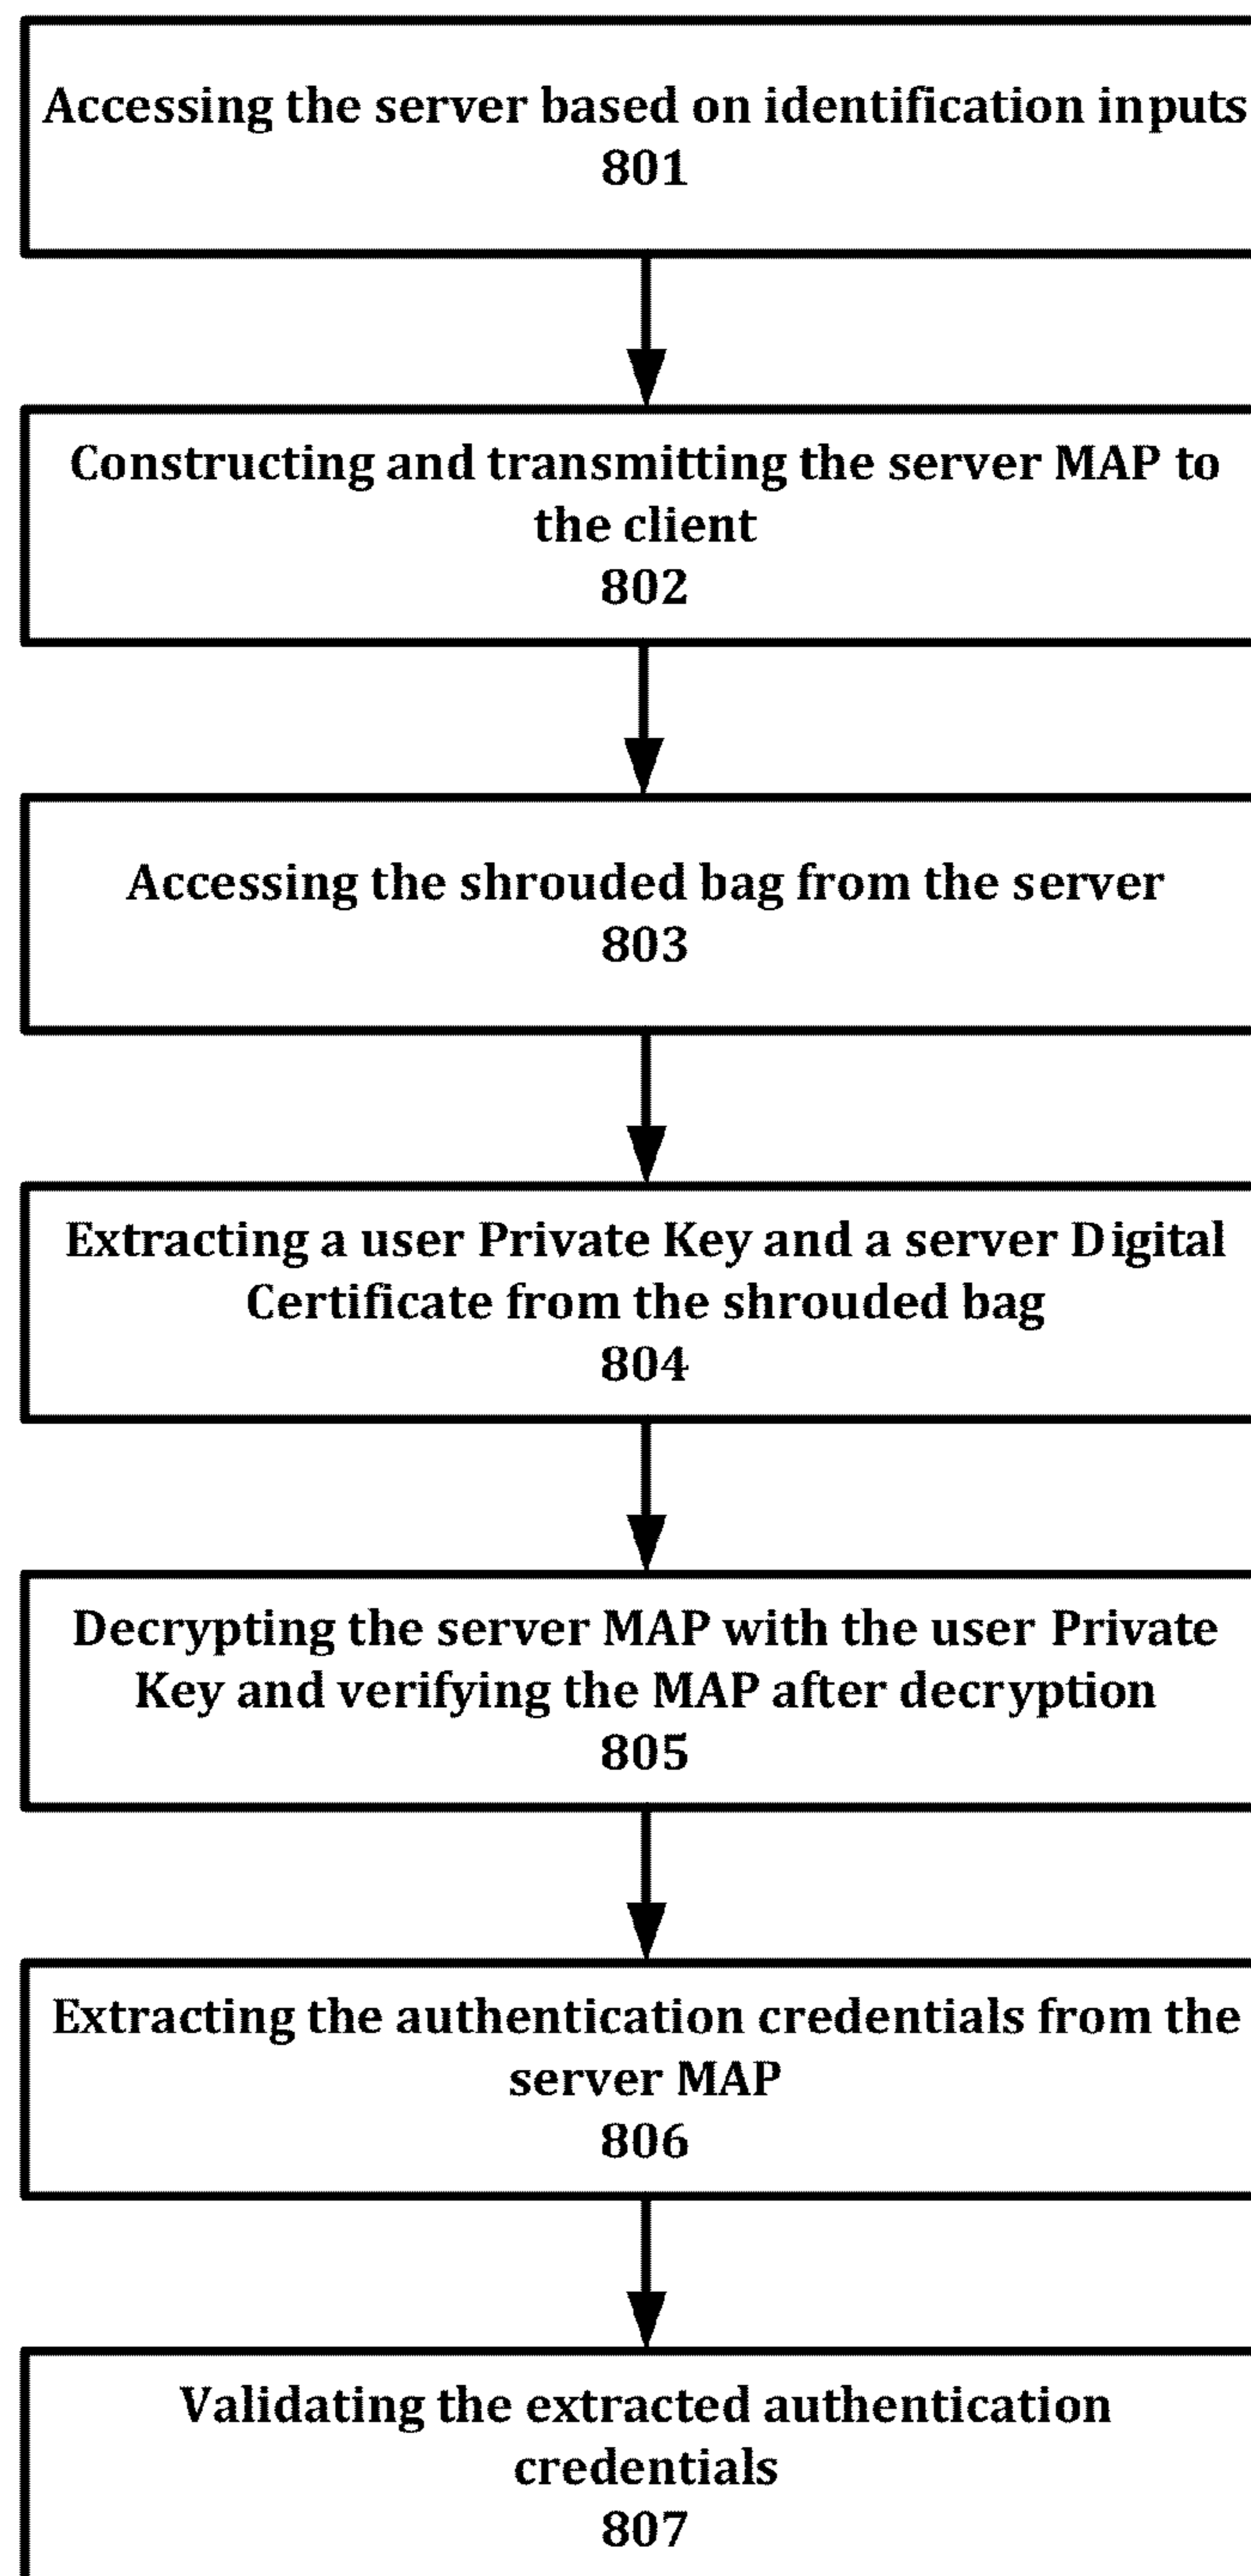 Accessing the server based on identification inputs
801
Constructing and transmitting the server MAP to
the client
802
Accessing the shrouded bag from the server
803
Extracting a user Private Key and a server Digital
Certificate from the shrouded bag
804
Decrypting the server MAP with the user Private
Key and verifying the MAP after decryption
805
Extracting the authentication credentials from the
server MAP
806
Validating the extracted authentication
credentials
807